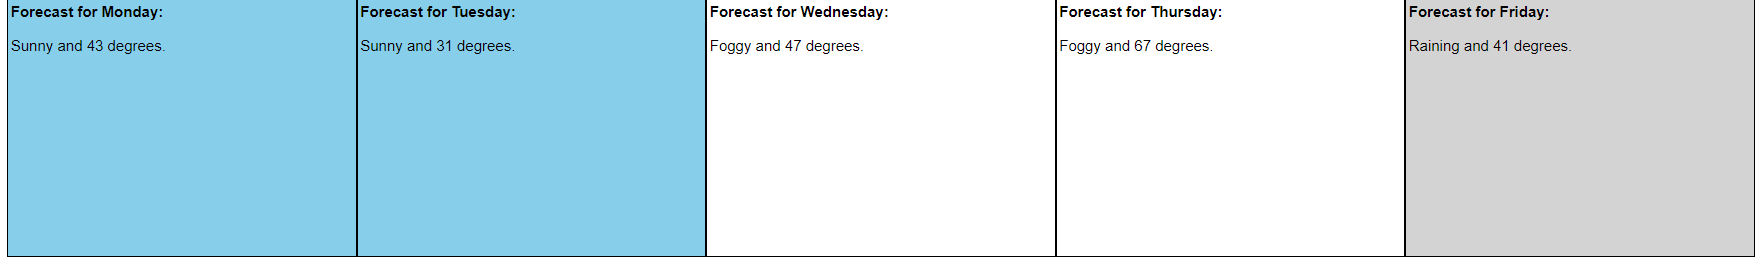 Forecast for Monday:
Sunny and 43 degrees.
Forecast for Tuesday:
Sunny and 31 degrees.
Forecast for Wednesday:
Foggy and 47 degrees.
Forecast for Thursday:
Foggy and 67 degrees.
Forecast for Friday:
Raining and 41 degrees.